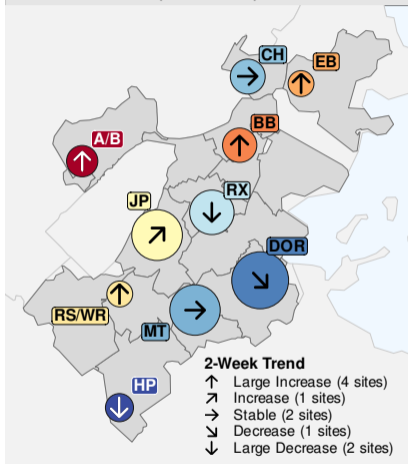 CH
EB
BB
A/B
RX
JP
DOR
RS/WR
MT
HP
2-Week Trend
↑ Large Increase (4 sites)
↗ Increase (1 sites)
→ Stable (2 sites)
↘ Decrease (1 sites)
↓ Large Decrease (2 sites)